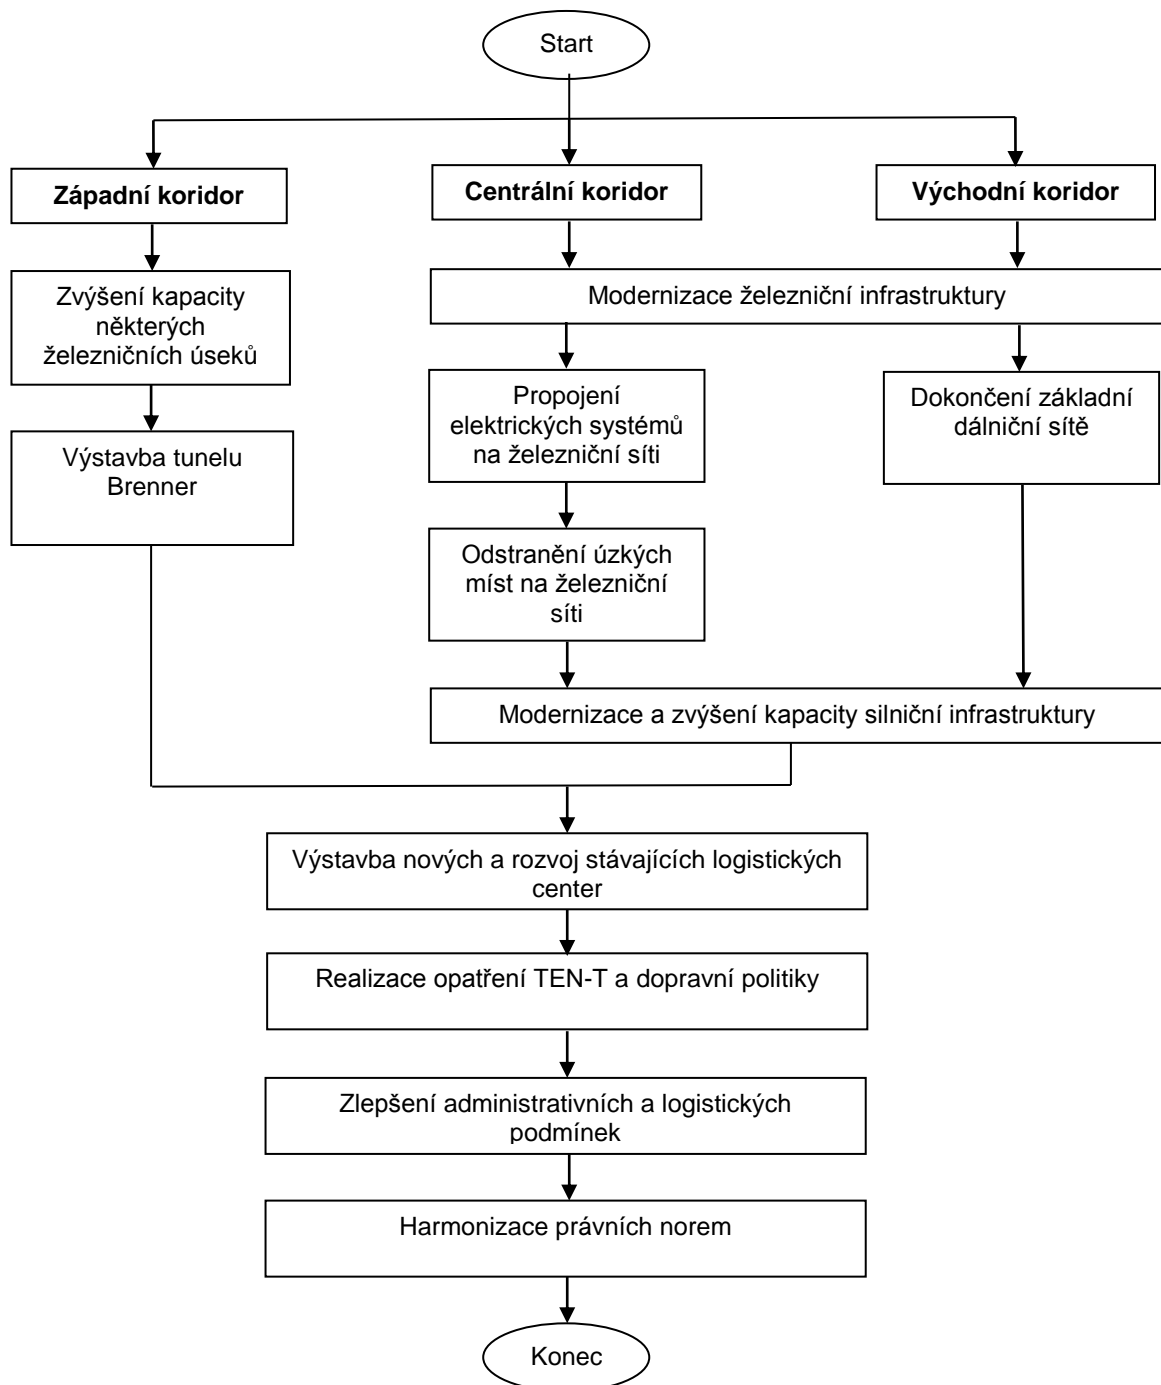 Start
Západní koridor
Centrální koridor
Východní koridor
Zvýšení kapacity
některých
železničních úseků
Modernizace železniční infrastruktury
Propojení
elektrických systémů
na železniční síti
Dokončení základní
dálniční sítě
Výstavba tunelu
Brenner
Odstranění úzkých
míst na železniční
síti
Modernizace a zvýšení kapacity silniční infrastruktury
Výstavba nových a rozvoj stávajících logistických
center
Realizace opatření TEN-T a dopravní politiky
Zlepšení administrativních a logistických
podmínek
Harmonizace právních norem
Konec